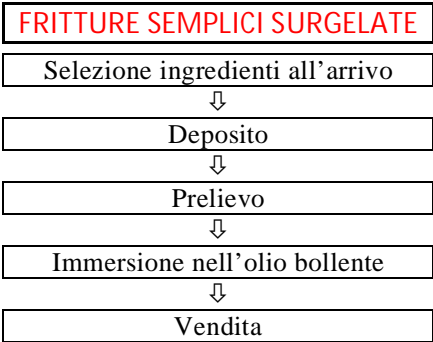 FRITTURE SEMPLICI SURGELATE
Selezione ingredienti all'arrivo
⇩
Deposito
⇩
Prelievo
⇩
Immersione nell'olio bollente
⇩
Vendita